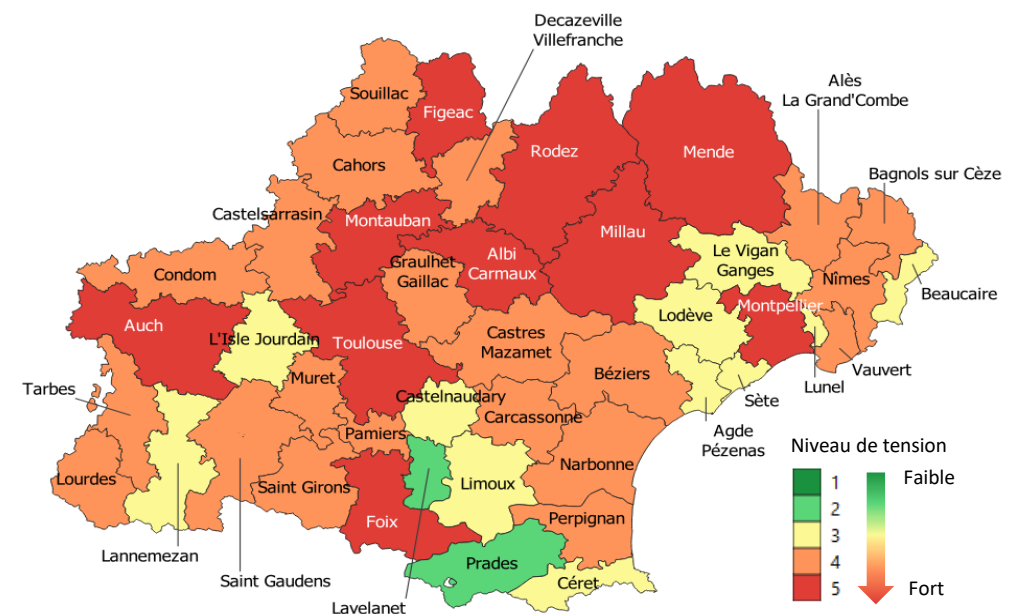 Decazeville
Villefranche
Souillac
Figeac
Alès
La Grand'Combe
Rodez
Mende
Cahors
Bagnols sur Cèze
Castelsarrasin
Montauban
Millau
Albi
Carmaux
Le Vigan
Ganges
Graulhet
Gaillac
Condom
Nîmes
Beaucaire
Montpellier
Lodève
Auch
L'Isle Jourdain
Toulouse
Castres
Mazamet
Muret
Béziers
Vauvert
Lunel
Tarbes
Castelnaudary
Sète
Carcassonne
Agde
Pézenas
Pamiers
Niveau de tension
Narbonne
Lourdes
Saint Girons
Limoux
1
Faible
2
Foix
Perpignan
3
Lannemezan
Prades
4
Saint Gaudens
Céret
5
Fort
Lavelanet